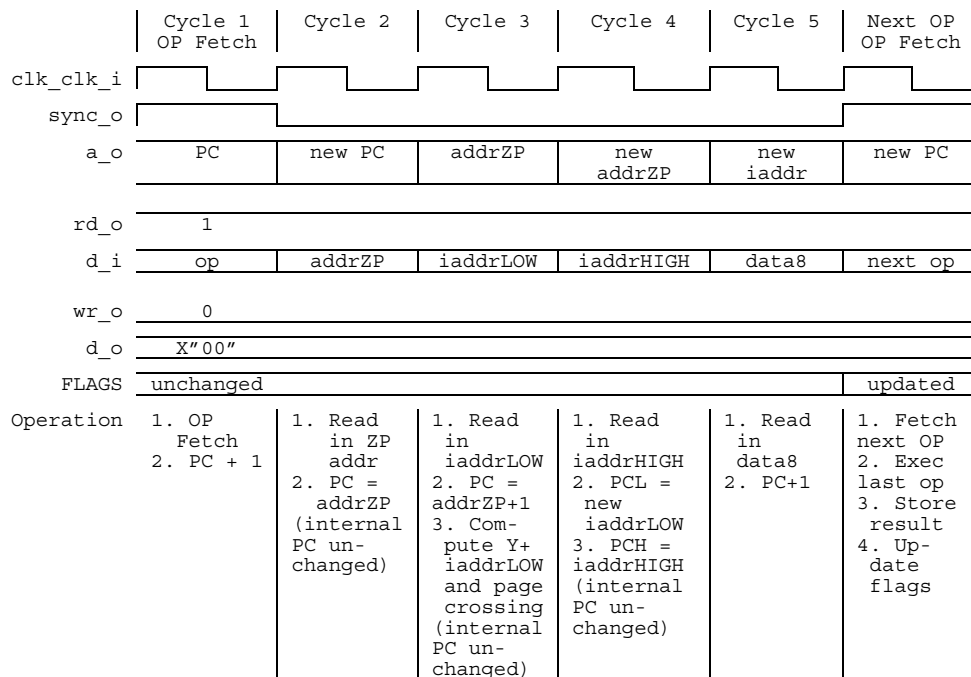 Cycle 1 Cycle 2 Cycle 3 Cycle 4 Cycle 5 Next OP
OP Fetch OP Fetch
clk_clk_i
sync_o
a_o PC new PC addrZP new new new PC
addrZP iaddr
rd_o 1
d_i op addrZP iaddrLOW iaddrHIGH data8 next op
wr_o 0
d_o X"00"
FLAGS unchanged updated
Operation 1. OP 1. Read 1. Read 1. Read 1. Read 1. Fetch
Fetch in ZP in in in next OP
2. PC + 1 addr iaddrLOW iaddrHIGH data8 2. Exec
2. PC = 2. PC = 2. PCL = 2. PC+1 last op
addrZP addrZP+1 new 3. Store
(internal 3. Com- iaddrLOW result
PC un- pute Y+ 3. PCH = 4. Up-
changed) iaddrLOW iaddrHIGH date
and page (internal flags
crossing PC un-
(internal changed)
PC un-
changed)